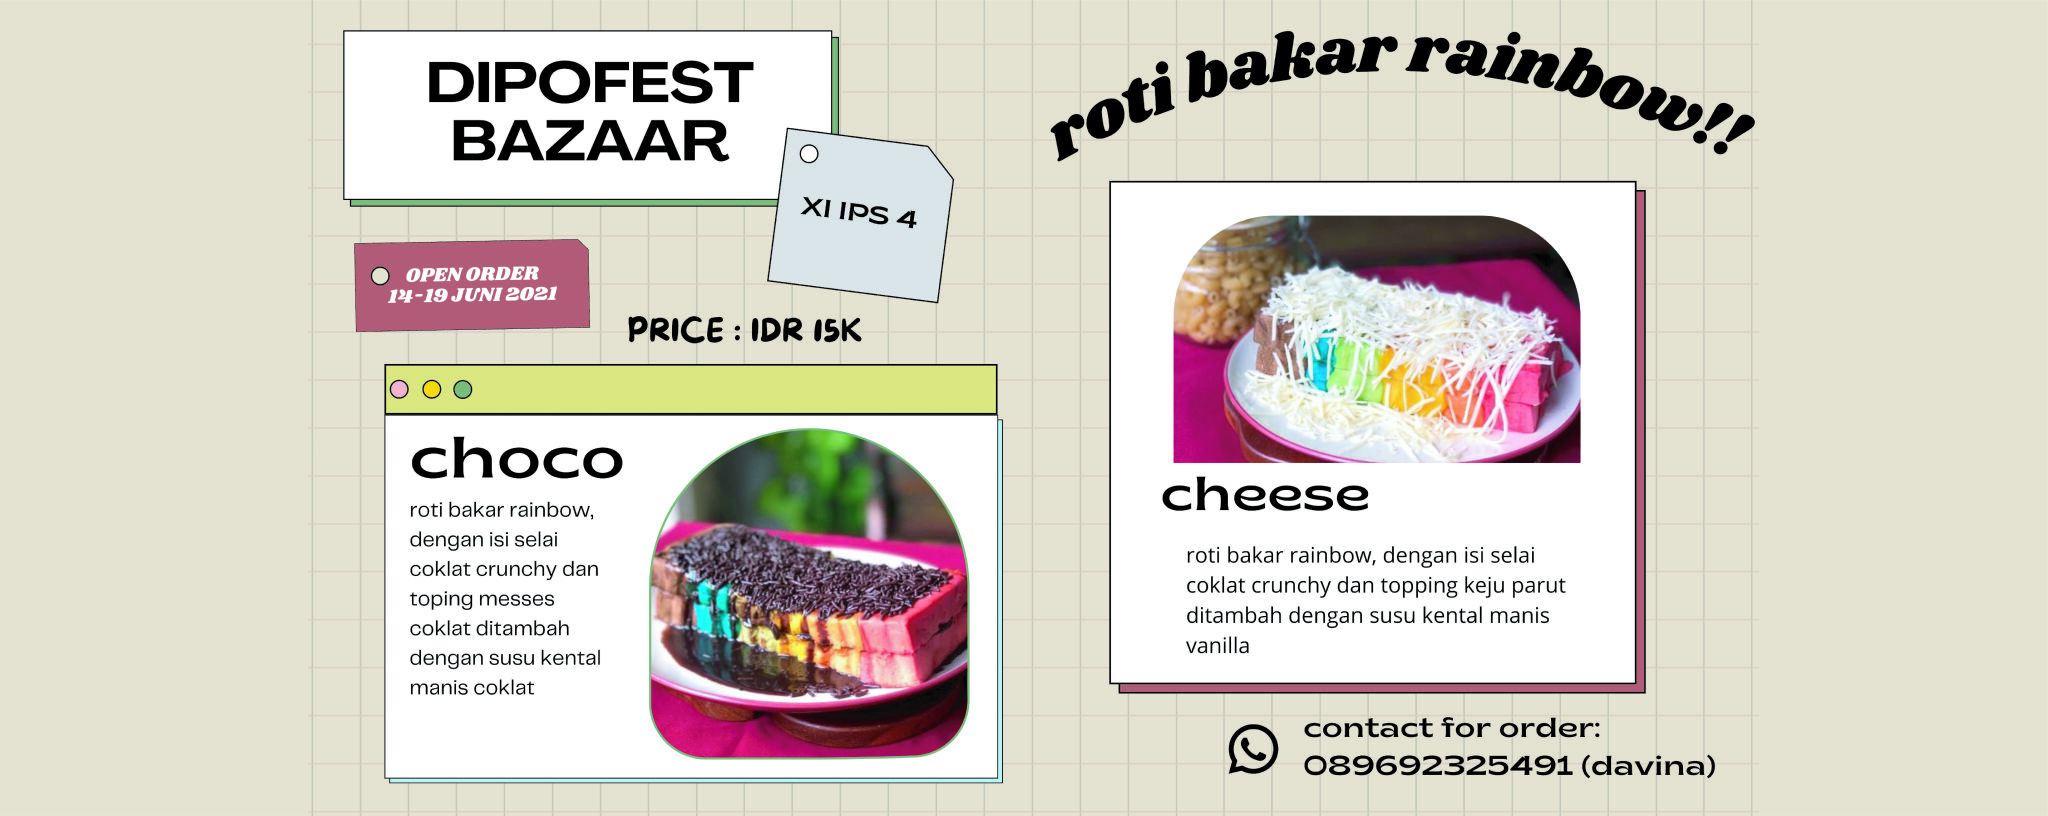 DIPOFEST
BAZAAR
XI IPS 4
OPEN ORDER
14-19 JUNI 2021
PRICE : IDR 15K
choco
roti bakar rainbow,
dengan isi selai
coklat crunchy dan
toping messes
coklat ditambah
dengan susu kental
manis coklat
roti bakar rainbow!!
cheese
roti bakar rainbow, dengan isi selai
coklat crunchy dan topping keju parut
ditambah dengan susu kental manis
vanilla
contact for order:
089692325491 (davina)